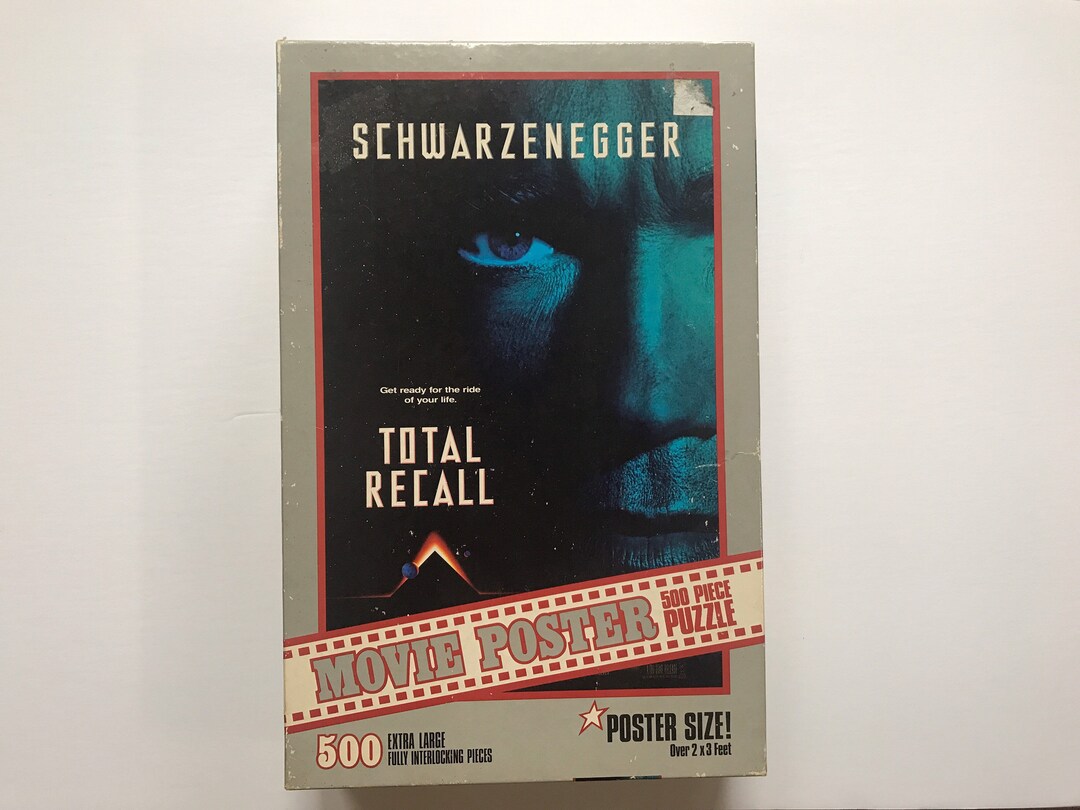 SCHWARZENEGGER
Get ready for the ride
of your life.
TOTAL
RECALL
MOVIE POSTER
500 PIECE
PUZZLE
500
EXTRA LARGE
FULLY INTERLOCKING PIECES
POSTER SIZE!
Over 2 x 3 Feet